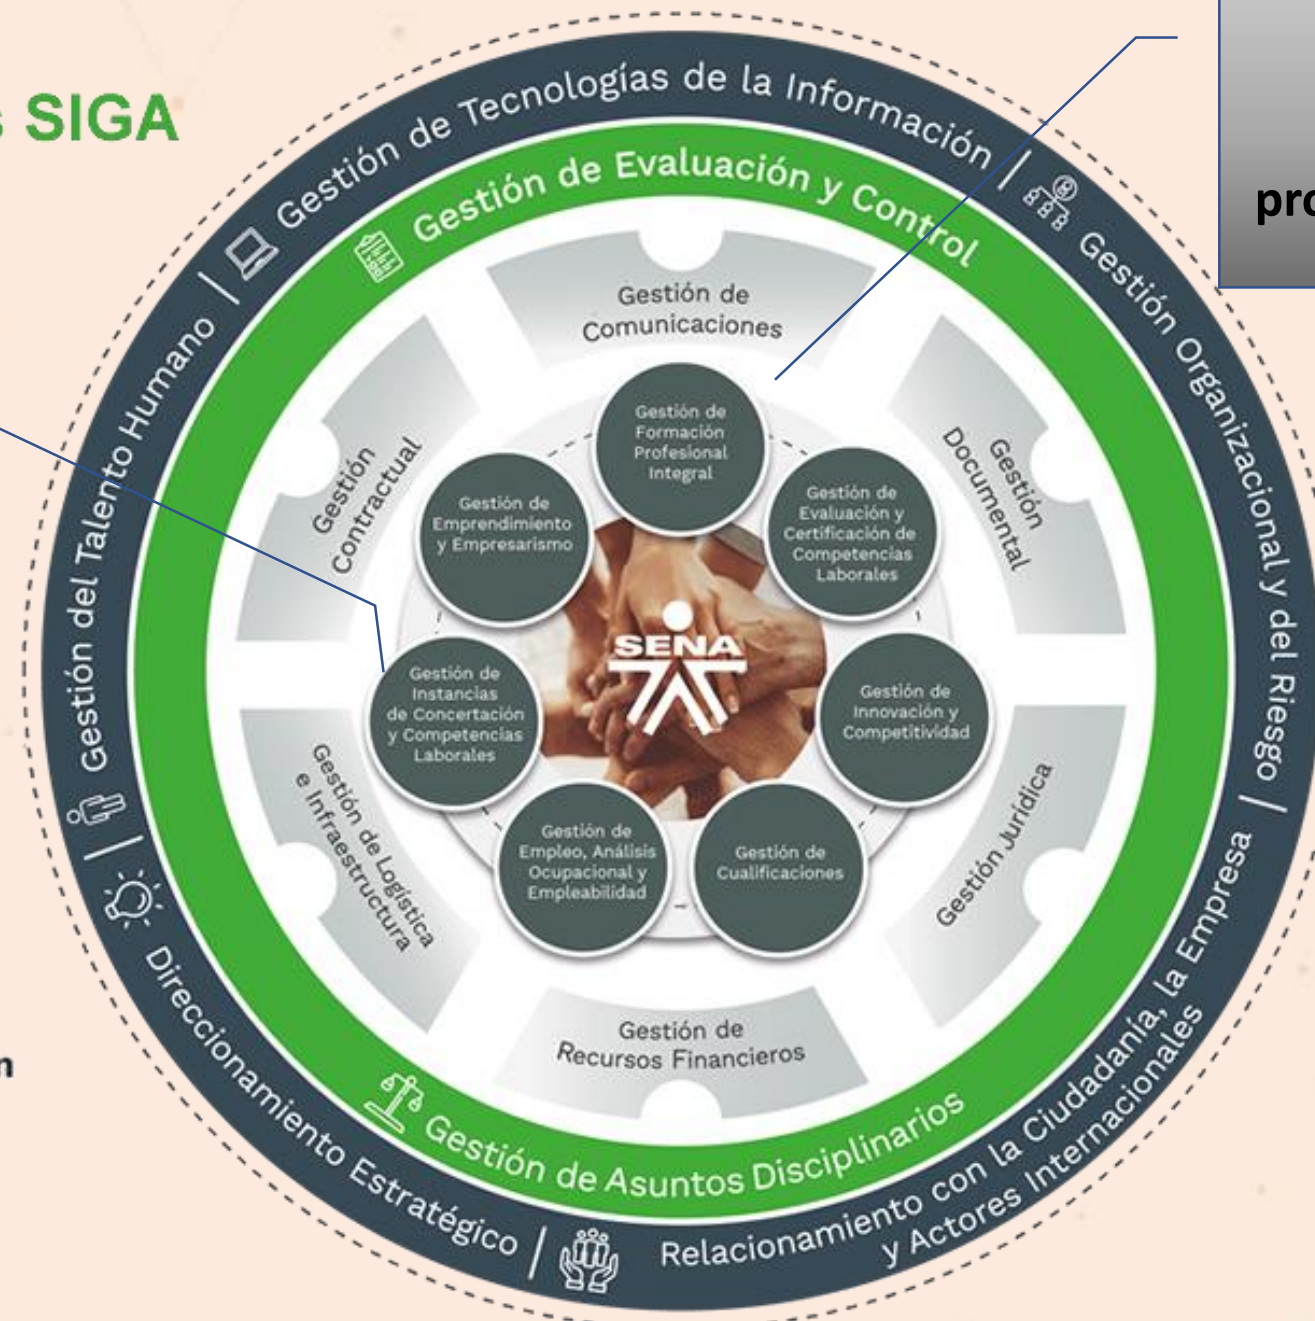 s SIGA
pro
Gestión de Tecnologías de la Información
Gestión Organizacional y del Riesgo
Relacionamiento con la Ciudadanía, la Empresa
y Actores Internacionales
Direccionamiento Estratégico
Gestión del Talento Humano
Gestión de Evaluación y Control
Gestión de Asuntos Disciplinarios
Gestión de
Comunicaciones
Gestión
Documental
Gestión Jurídica
Gestión de
Recursos Financieros
Gestión de Logística
e Infraestructura
Gestión
Contractual
Gestión de
Formación
Profesional
Integral
Gestión de
Evaluación y
Certificación de
Competencias
Laborales
Gestión de
Innovación y
Competitividad
Gestión de
Cualificaciones
Gestión de
Empleo, Análisis
Ocupacional y
Empleabilidad
Gestión de
Instancias
de Concertación
y Competencias
Laborales
Gestión de
Emprendimiento
y Empresarismo
SENA
n